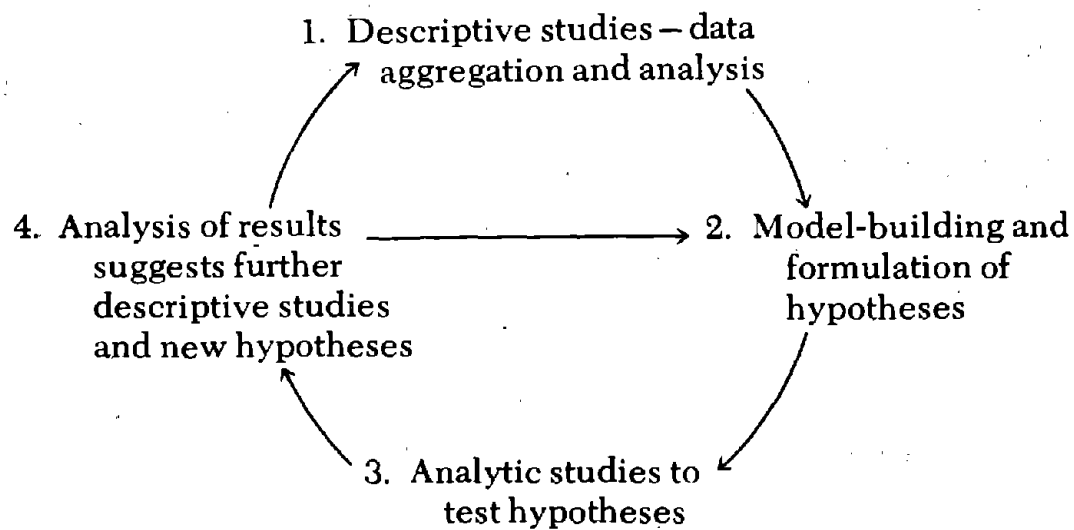 1. Descriptive studies – data
aggregation and analysis
2. Model-building and
formulation of
hypotheses
3. Analytic studies to
test hypotheses
4. Analysis of results
suggests further
descriptive studies
and new hypotheses